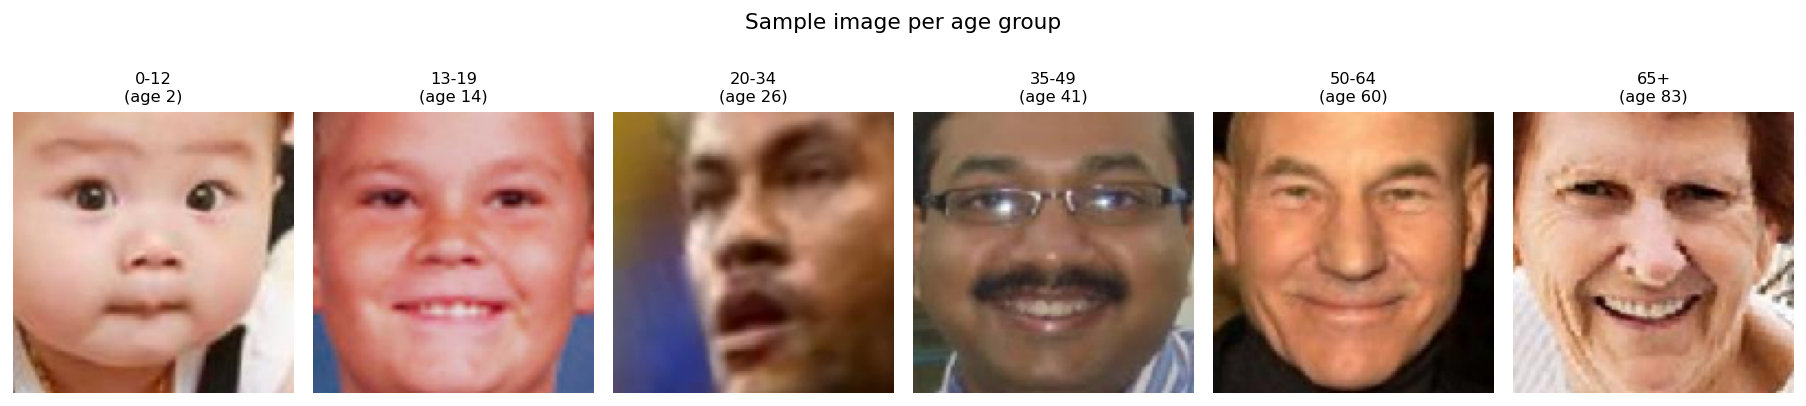 Sample image per age group
0-12
(age 2)
13-19
(age 14)
20-34
(age 26)
35-49
(age 41)
50-64
(age 60)
65+
(age 83)